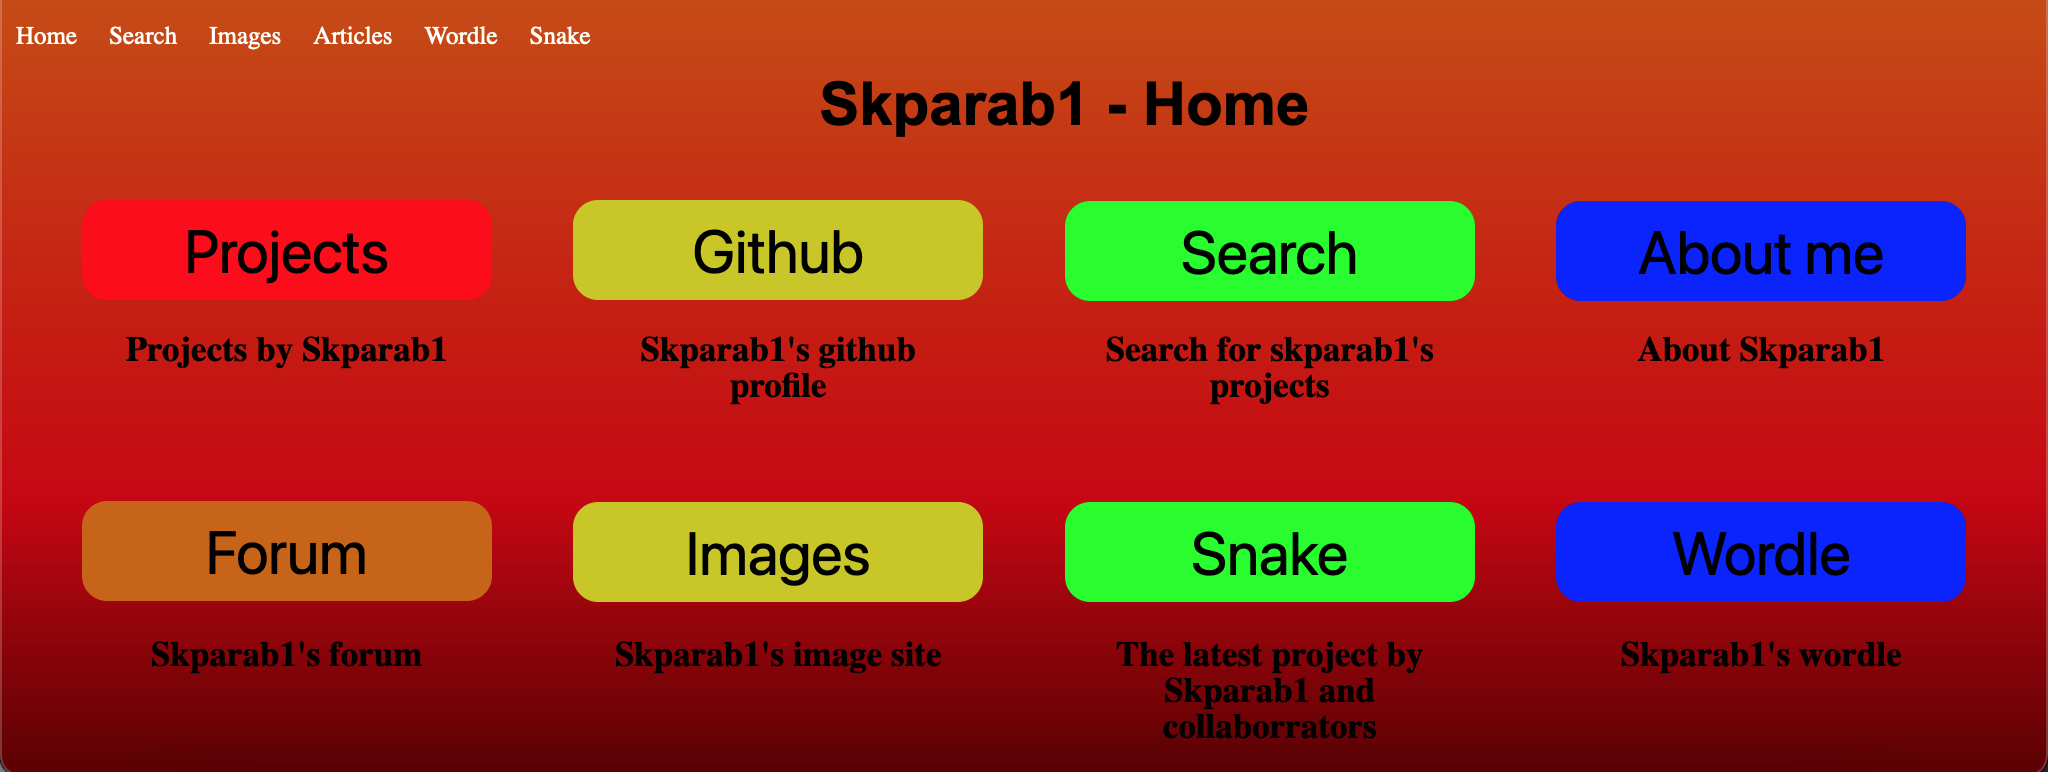 Home Search Images Articles Wordle Snake
Skparab1 - Home
Projects Github Search About me
Projects by Skparab1
Skparab1's github
profile
Search for skparab1's
projects
About Skparab1
Forum Images Snake Wordle
Skparab1's forum
Skparab1's image site
The latest project by
Skparab1 and
collaborrators
Skparab1's wordle